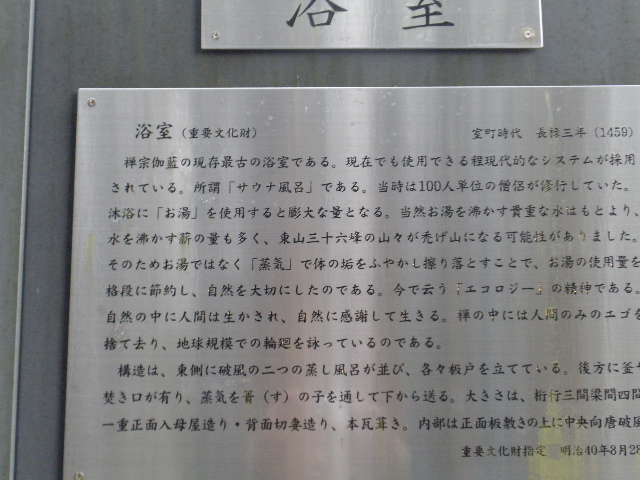 浴室
浴室（重要文化財）
室町時代　長禄三年（1459）
禅宗伽藍の現存最古の浴室である。現在でも使用できる程現代的なシステムが採用
されている。所謂「サウナ風呂」である。当時は100人単位の僧侶が修行していた。
沐浴に「お湯」を使用すると膨大な量となる。当然お湯を沸かす貴重な水はもとより、
水を沸かす薪の量も多く、東山三十六峰の山々が禿げ山になる可能性がありました。
そのためお湯ではなく「蒸気」で体の垢をふやかし擦り落とすことで、お湯の使用量を
格段に節約し、自然を大切にしたのである。今で云う「エコロジー」の精神である。
自然の中に人間は生かされ、自然に感謝して生きる。禅の中には人間のみのエゴを
捨て去り、地球規模での輪廻を詠っているのである。
構造は、東側に破風の二つの蒸し風呂が並び、各々板戸を立てている。後方に釜や
焚き口が有り、蒸気を簀（す）の子を通して下から送る。大きさは、桁行三間梁間四間
一重正面入母屋造り・背面切妻造り、本瓦葺き。内部は正面板敷きの上に中央向唐破風
重要文化財指定　明治40年8月28